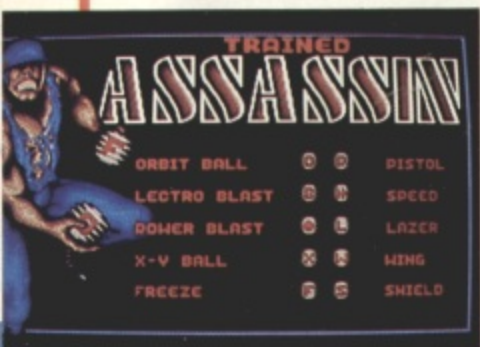 TRAINED
ASSASSIN
ORBIT BALL O O PISTOL
LECTRO BLAST SPEED
POWER BLAST L LAZER
X-Y BALL X W WING
FREEZE F S SHIELD